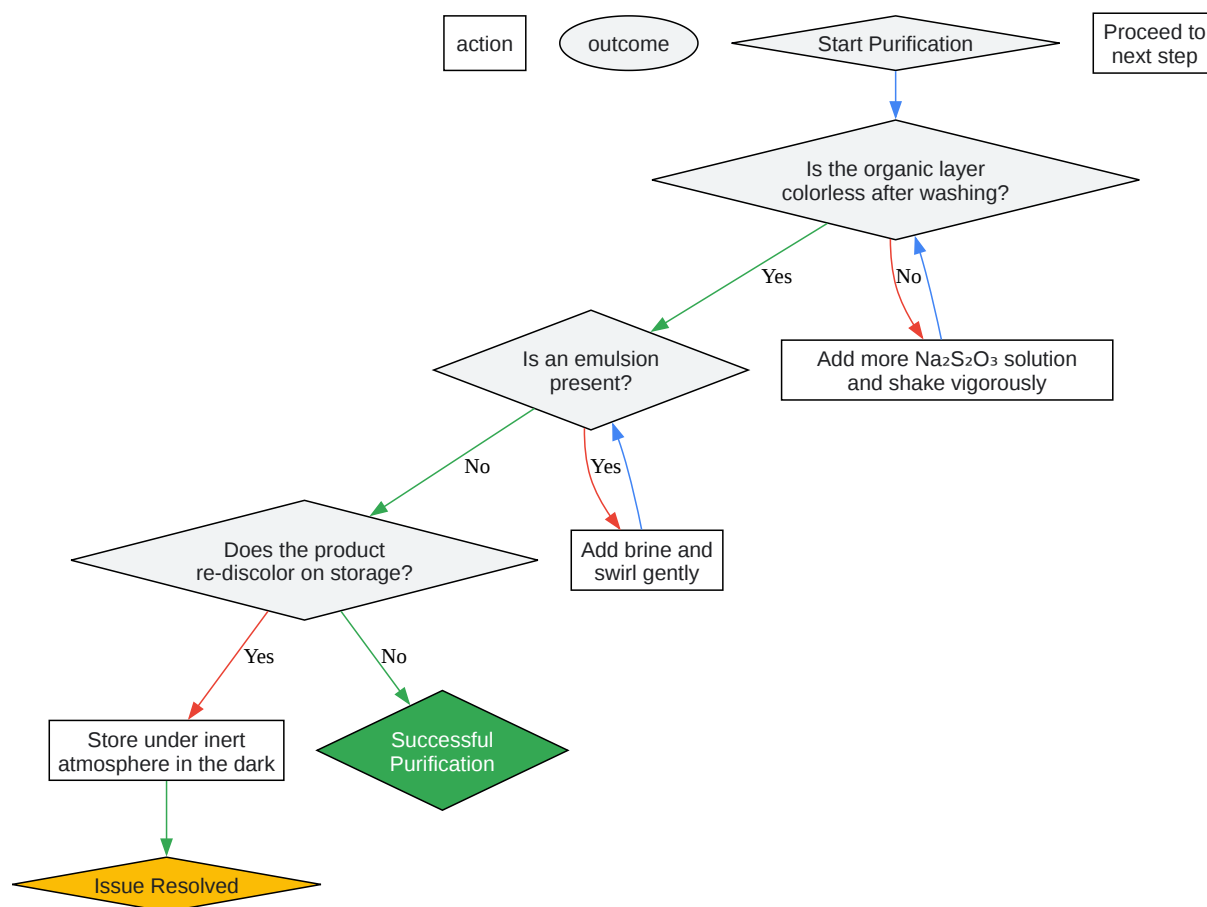 action
outcome
Start Purification
Proceed to
next step
Is the organic layer
colorless after washing?
Yes
No
Is an emulsion
present?
Add more Na₂S₂O₃ solution
and shake vigorously
No
Yes
Does the product
re-discolor on storage?
Add brine and
swirl gently
Yes
No
Store under inert
atmosphere in the dark
Successful
Purification
Issue Resolved